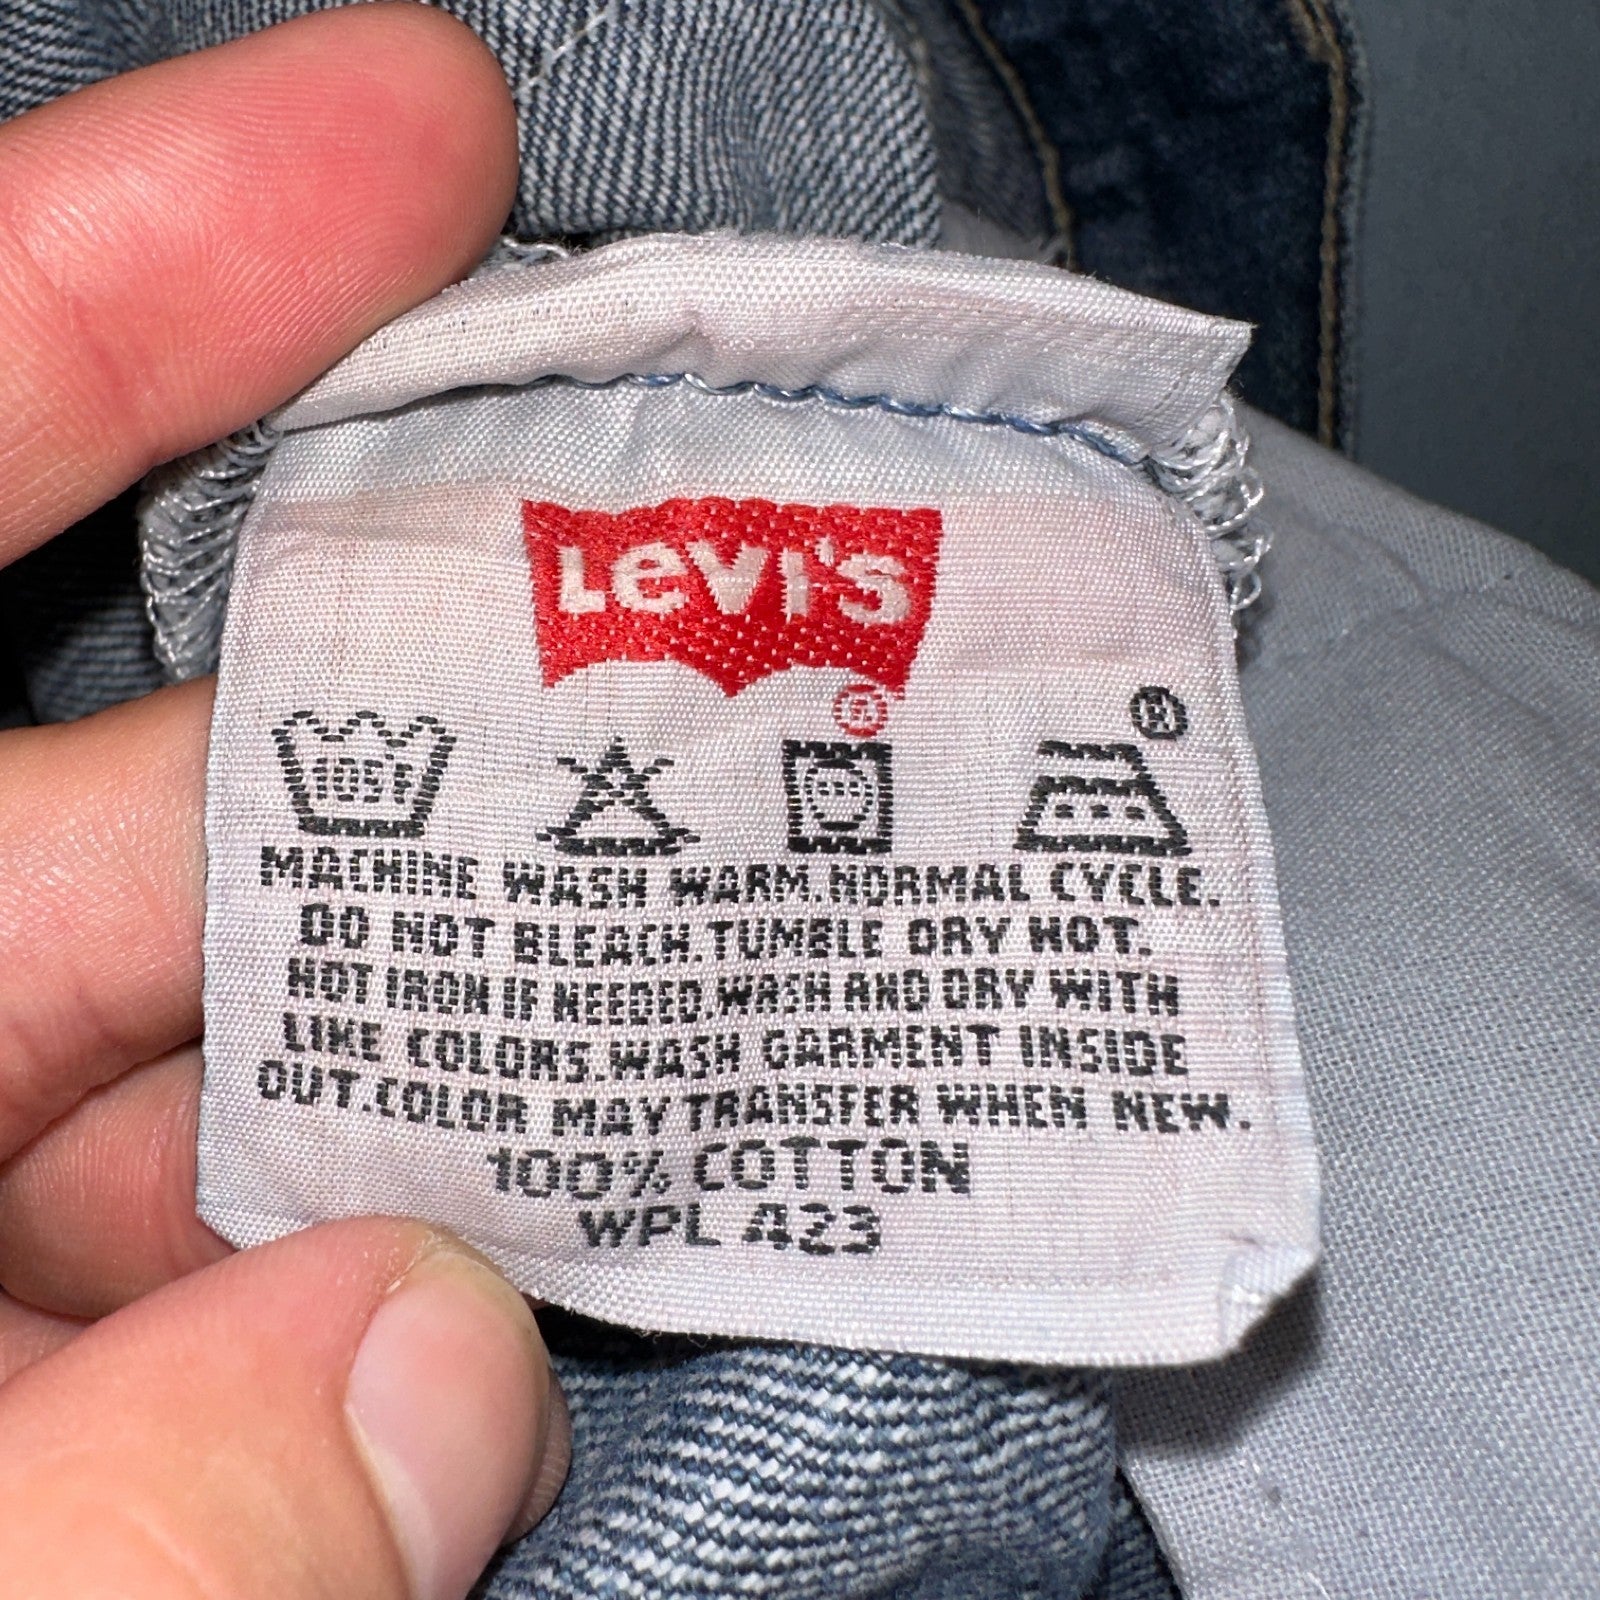 Levi's
®
®
105F
MACHINE WASH WARM.NORMAL CYCLE.
DO NOT BLEACH.TUMBLE DRY HOT.
HOT IRON IF NEEDED.WASH AND DRY WITH
LIKE COLORS.WASH GARMENT INSIDE
OUT.COLOR MAY TRANSFER WHEN NEW.
100% COTTON
WPL 423